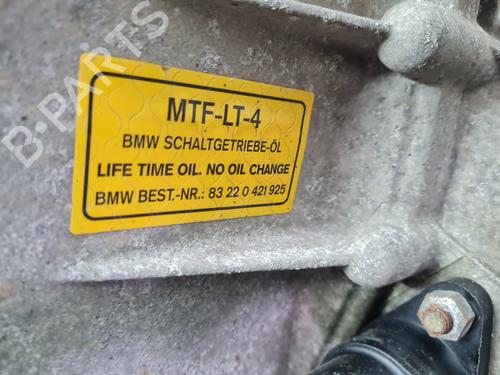 B-PARTS
MTF-LT-4
BMW SCHALTGETRIEBE-ÖL
LIFE TIME OIL. NO OIL CHANGE
BMW BEST.-NR.: 83 22 0 421 925